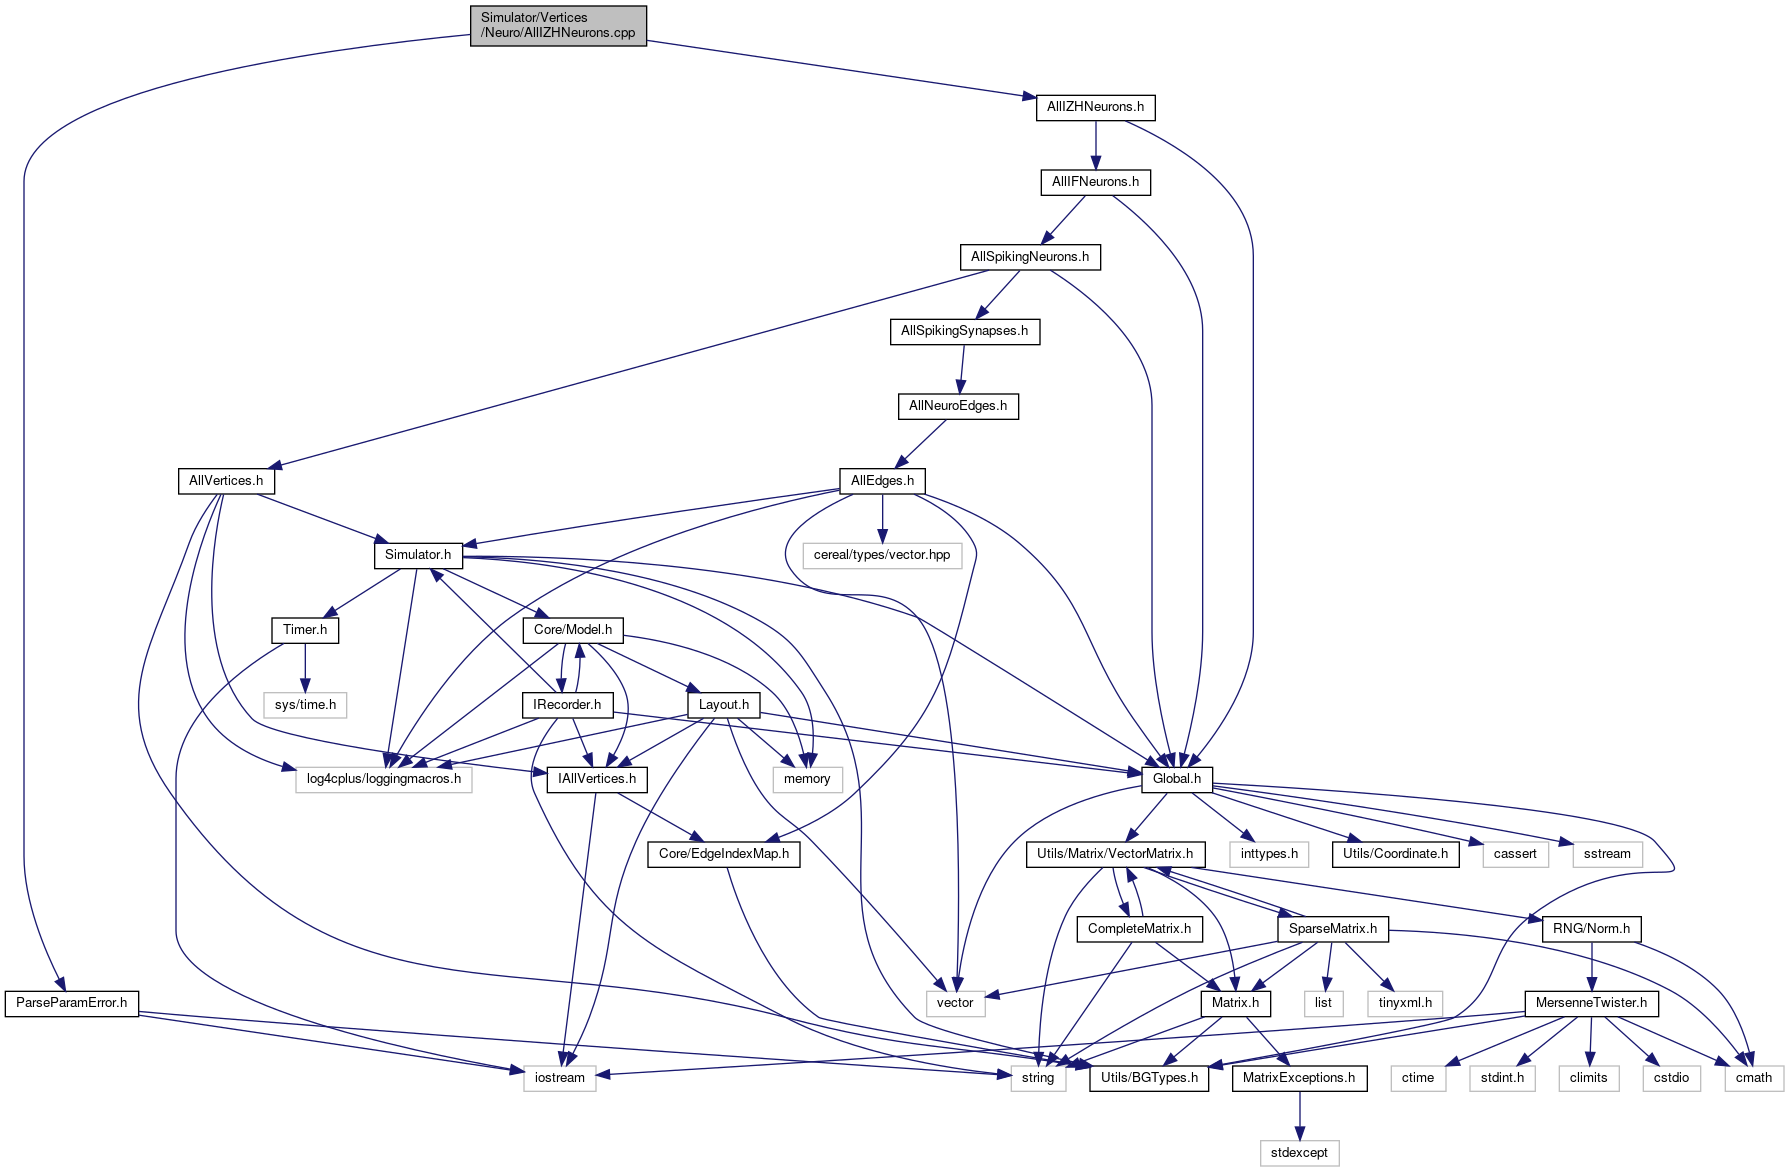 Simulator/Vertices
/Neuro/AllIZHNeurons.cpp
AllIZHNeurons.h
AllIFNeurons.h
AllSpikingNeurons.h
AllSpikingSynapses.h
AllNeuroEdges.h
AllVertices.h
AllEdges.h
Simulator.h
cereal/types/vector.hpp
Timer.h
Core/Model.h
sys/time.h
IRecorder.h
Layout.h
log4cplus/loggingmacros.h
IAllVertices.h
memory
Global.h
Core/EdgeIndexMap.h
Utils/Matrix/VectorMatrix.h
inttypes.h
Utils/Coordinate.h
cassert
sstream
CompleteMatrix.h
SparseMatrix.h
RNG/Norm.h
ParseParamError.h
vector
Matrix.h
list
tinyxml.h
MersenneTwister.h
iostream
string
Utils/BGTypes.h
MatrixExceptions.h
ctime
stdint.h
climits
cstdio
cmath
stdexcept